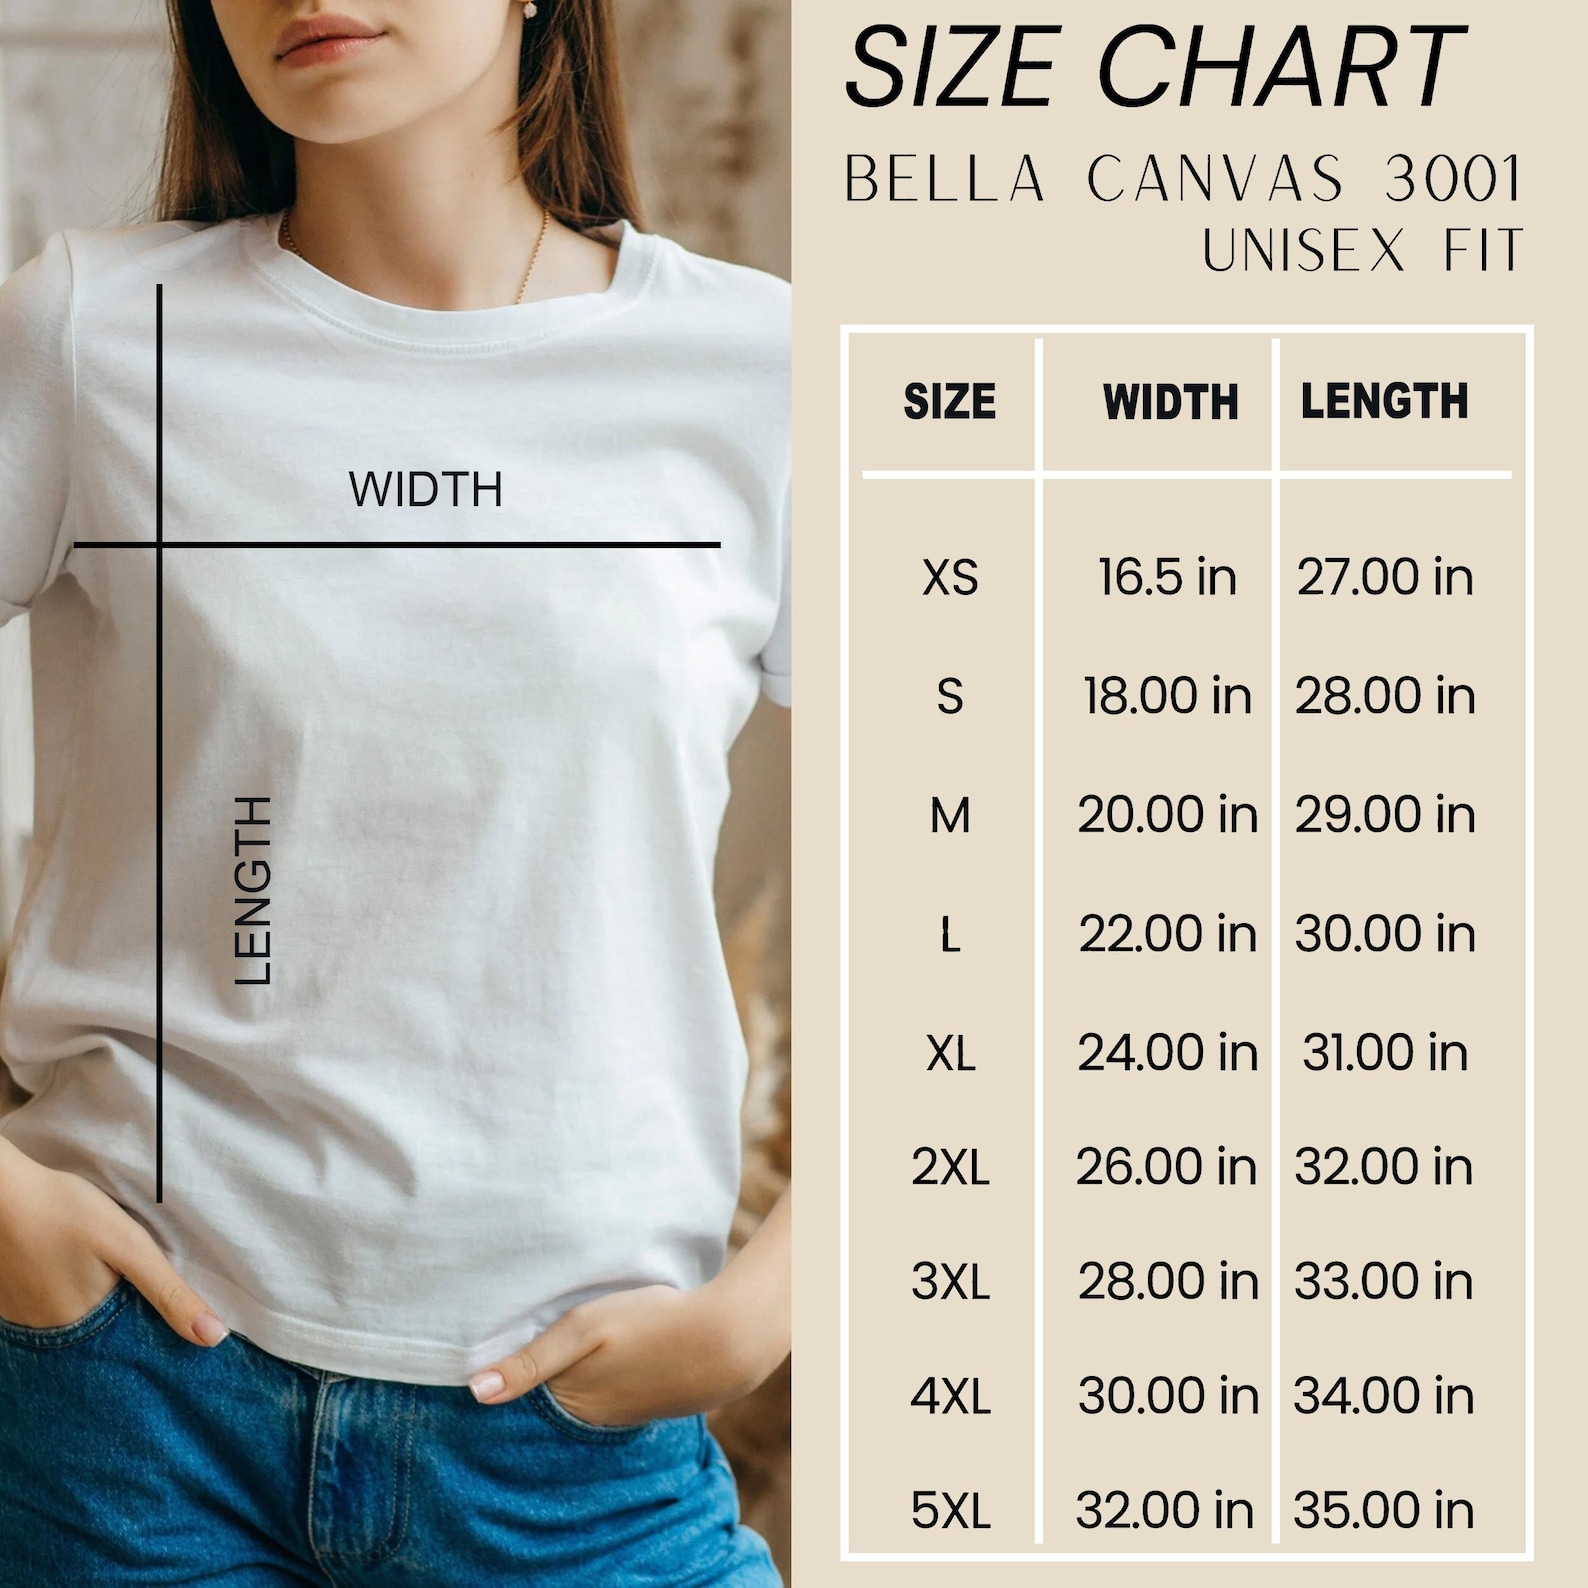 SIZE CHART
BELLA CANVAS 3001
UNISEX FIT
WIDTH
LENGTH
SIZE WIDTH LENGTH
XS 16.5 in 27.00 in
S 18.00 in 28.00 in
M 20.00 in 29.00 in
L 22.00 in 30.00 in
XL 24.00 in 31.00 in
2XL 26.00 in 32.00 in
3XL 28.00 in 33.00 in
4XL 30.00 in 34.00 in
5XL 32.00 in 35.00 in